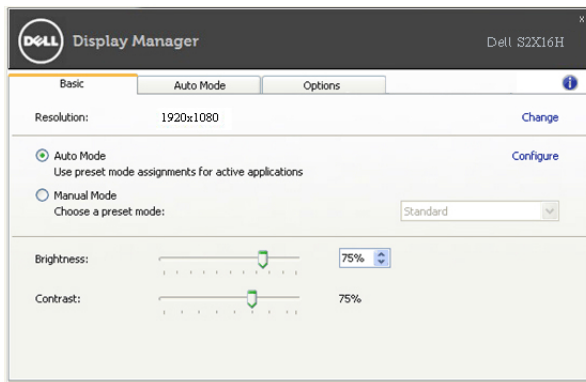 DELL Display Manager Dell S2X16H
x
Basic Auto Mode Options
Resolution: 1920x1080 Change
Auto Mode Configure
Use preset mode assignments for active applications
Manual Mode
Choose a preset mode: Standard
Brightness: 75%
Contrast: 75%